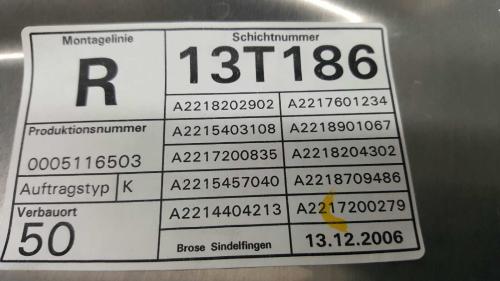 Montagelinie
R
Schichtnummer
13T186
A2218202902 A2217601234
A2215403108 A2218901067
Produktionsnummer
0005116503
A2217200835 A2218204302
Auftragstyp K
A2215457040 A2218709486
Verbauort
50
A2214404213 A2217200279
Brose Sindelfingen 13.12.2006